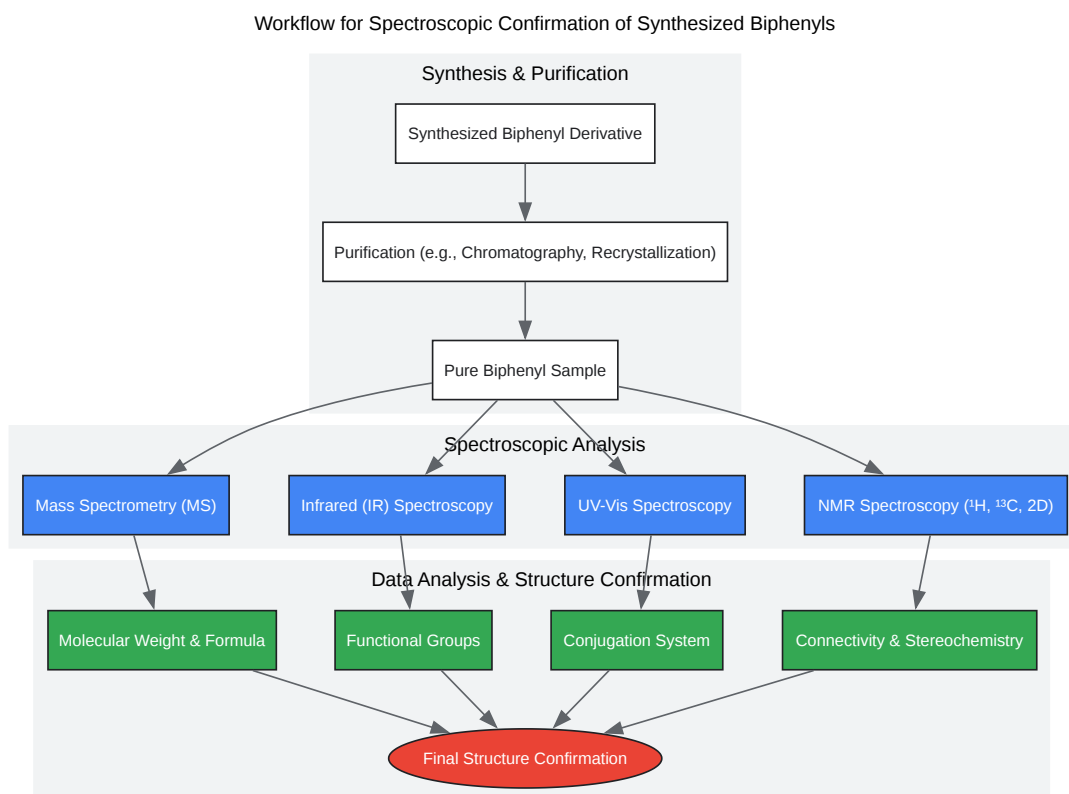 Workflow for Spectroscopic Confirmation of Synthesized Biphenyls
Synthesis & Purification
Synthesized Biphenyl Derivative
Purification (e.g., Chromatography, Recrystallization)
Pure Biphenyl Sample
Spectroscopic Analysis
Mass Spectrometry (MS)
Infrared (IR) Spectroscopy
UV-Vis Spectroscopy
NMR Spectroscopy (¹H, ¹³C, 2D)
Data Analysis & Structure Confirmation
Molecular Weight & Formula
Functional Groups
Conjugation System
Connectivity & Stereochemistry
Final Structure Confirmation